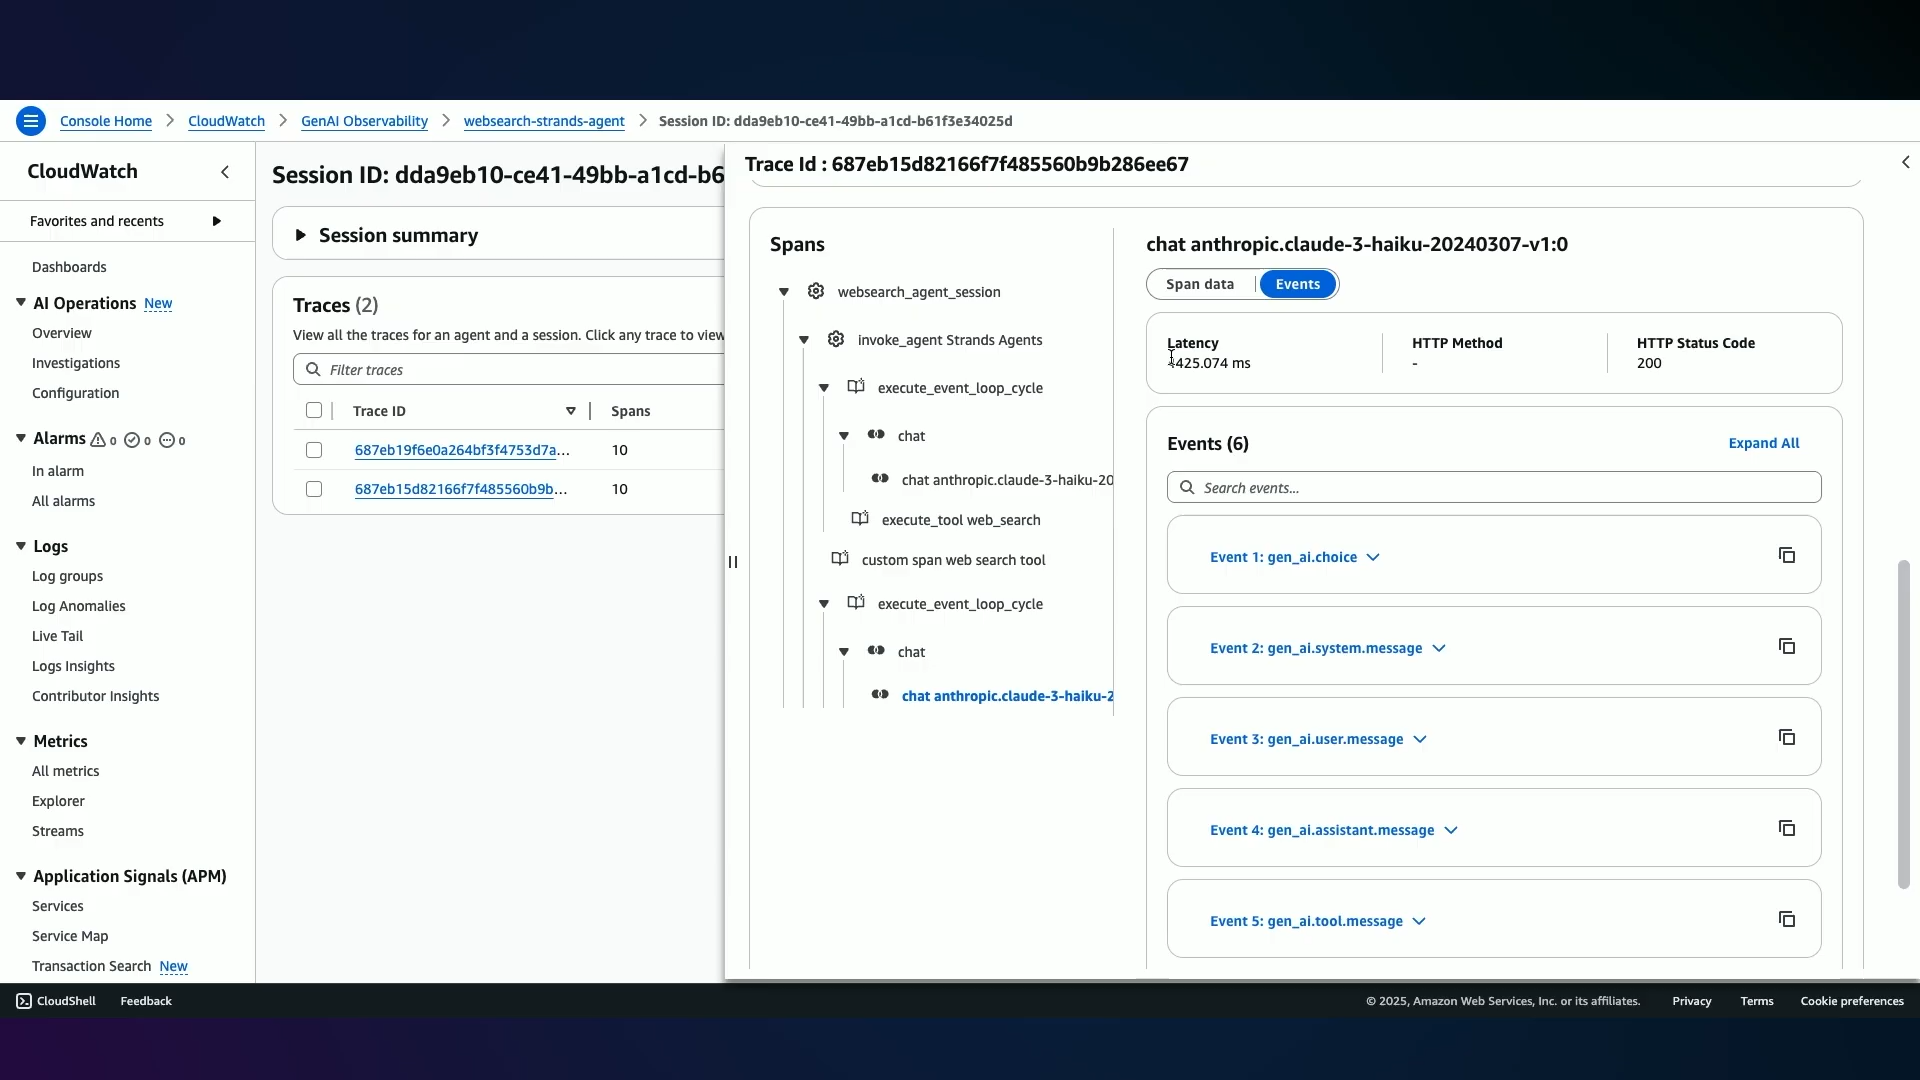 Console Home
CloudWatch
GenAI Observability
websearch-strands-agent
Session ID: dda9eb10-ce41-49bb-a1cd-b61f3e34025d
CloudWatch
Favorites and recents
Dashboards
AI Operations New
Overview
Investigations
Configuration
Alarms 0 0 0
In alarm
All alarms
Logs
Log groups
Log Anomalies
Live Tail
Logs Insights
Contributor Insights
Metrics
All metrics
Explorer
Streams
Application Signals (APM)
Services
Service Map
Transaction Search New
Session ID: dda9eb10-ce41-49bb-a1cd-b6
Session summary
Traces (2)
View all the traces for an agent and a session. Click any trace to view
Filter traces
Trace ID Spans
687eb19f6e0a264bf3f4753d7a... 10
687eb15d82166f7f485560b9b... 10
Trace Id : 687eb15d82166f7f485560b9b286ee67
Spans
websearch_agent_session
invoke_agent Strands Agents
execute_event_loop_cycle
chat
chat anthropic.claude-3-haiku-20
execute_tool web_search
custom span web search tool
execute_event_loop_cycle
chat
chat anthropic.claude-3-haiku-2
chat anthropic.claude-3-haiku-20240307-v1:0
Span data Events
Latency
ms
HTTP Method
-
HTTP Status Code
200
Events (6)
Expand All
Search events...
Event 1: gen_ai.choice
Event 2: gen_ai.system.message
Event 3: gen_ai.user.message
Event 4: gen_ai.assistant.message
Event 5: gen_ai.tool.message
CloudShell Feedback
© 2025, Amazon Web Services, Inc. or its affiliates. Privacy Terms Cookie preferences